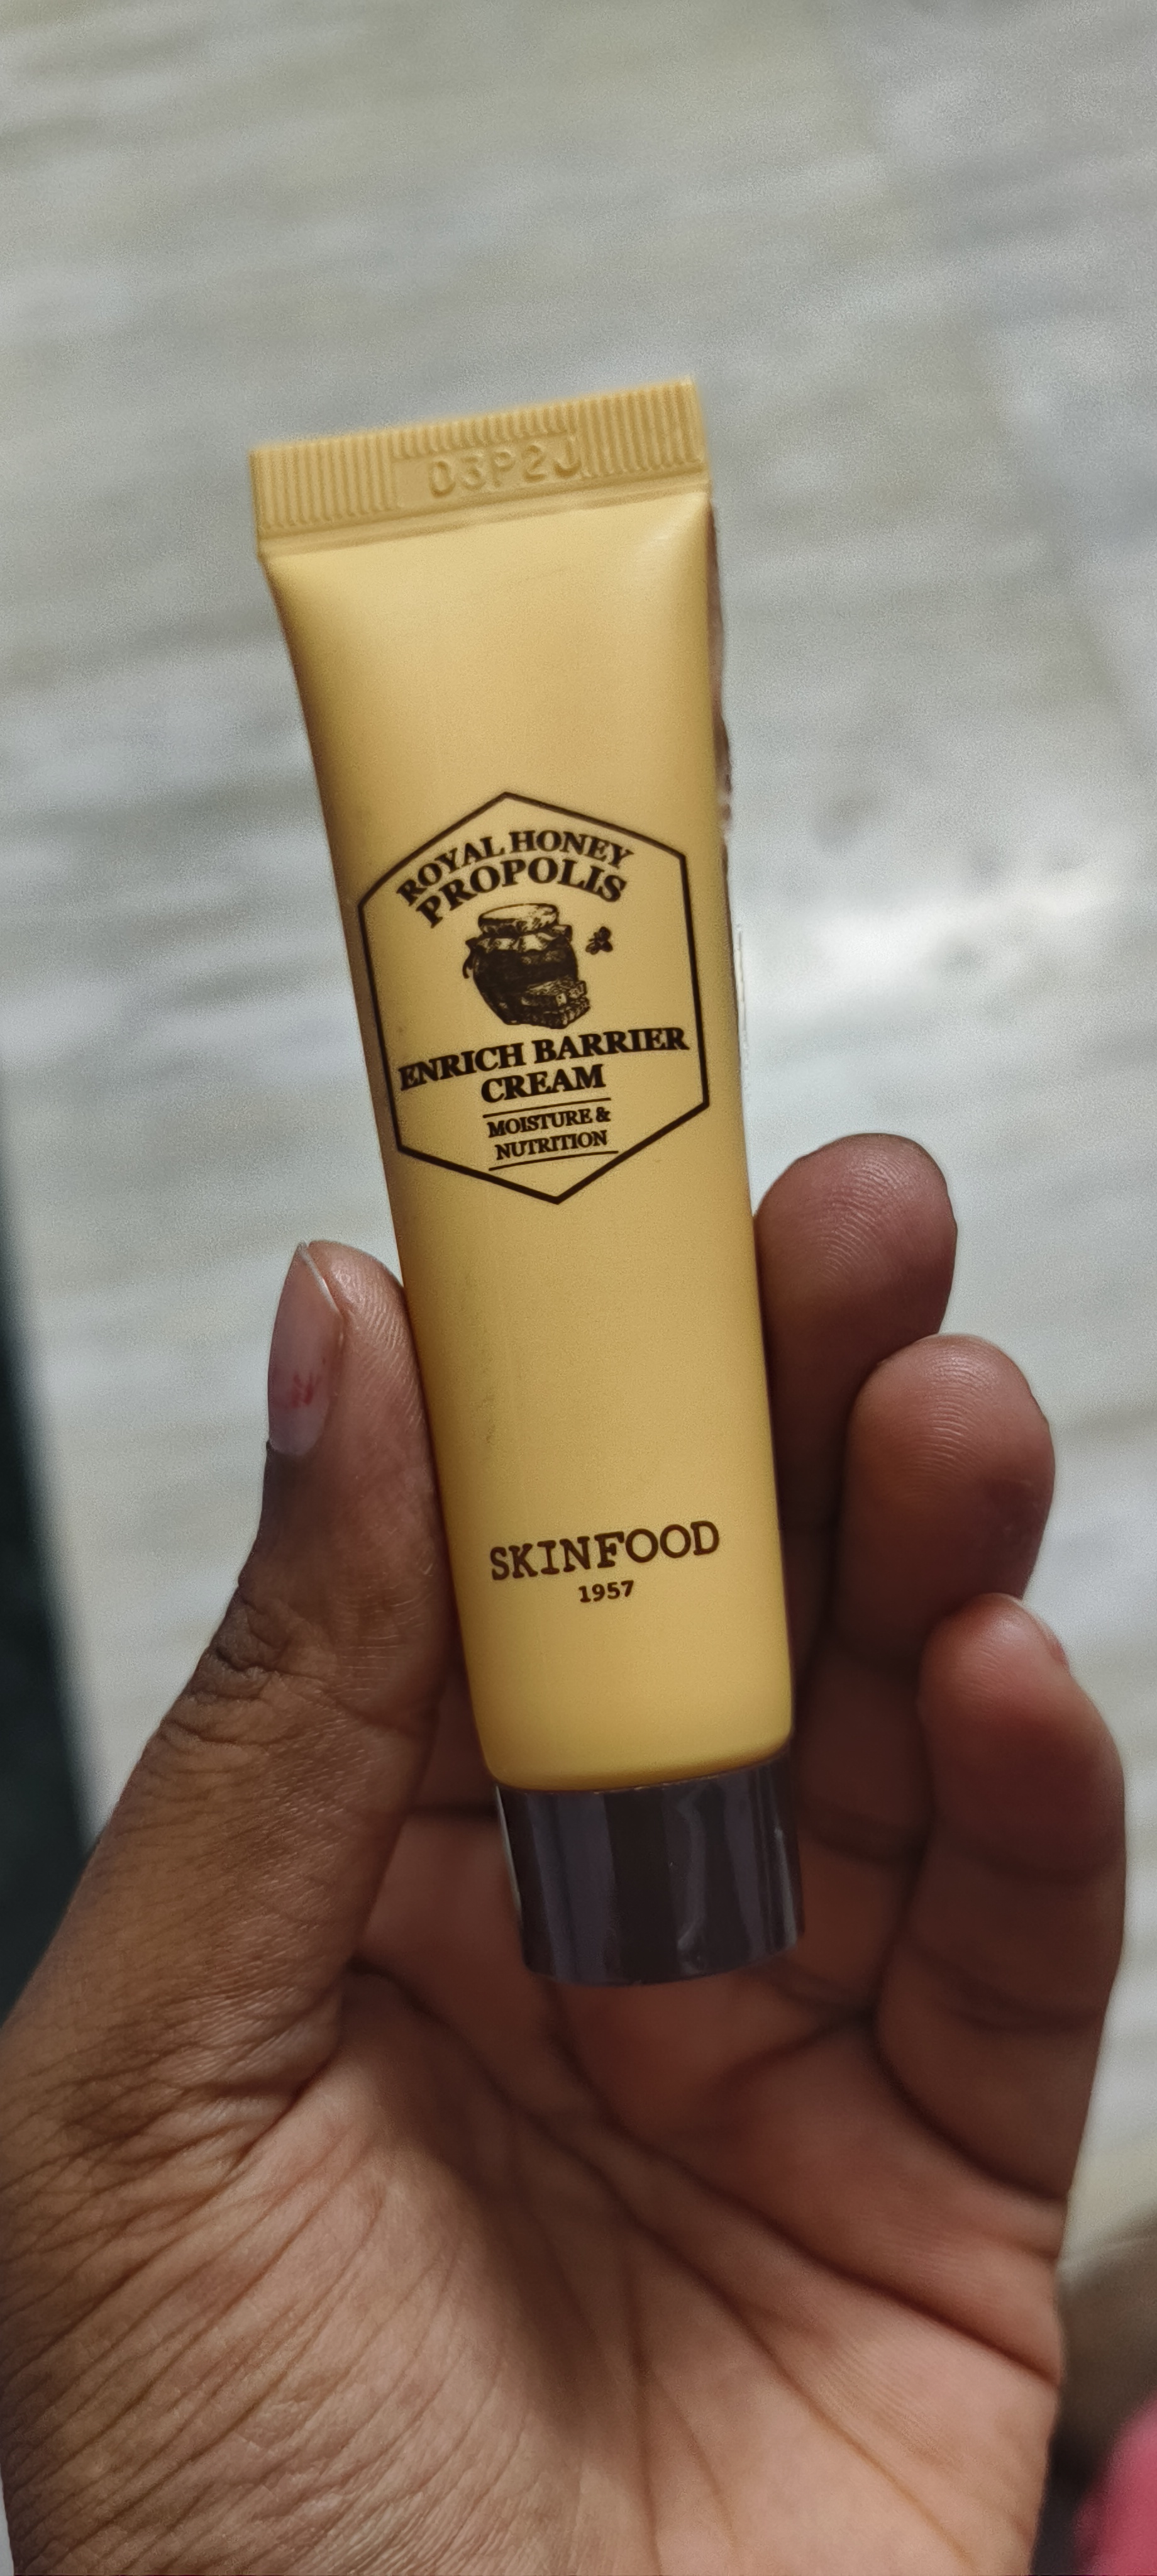 03P2J
ROYAL HONEY
PROPOLIS
ENRICH BARRIER
CREAM
MOISTURE &
NUTRITION
SKINFOOD
1957